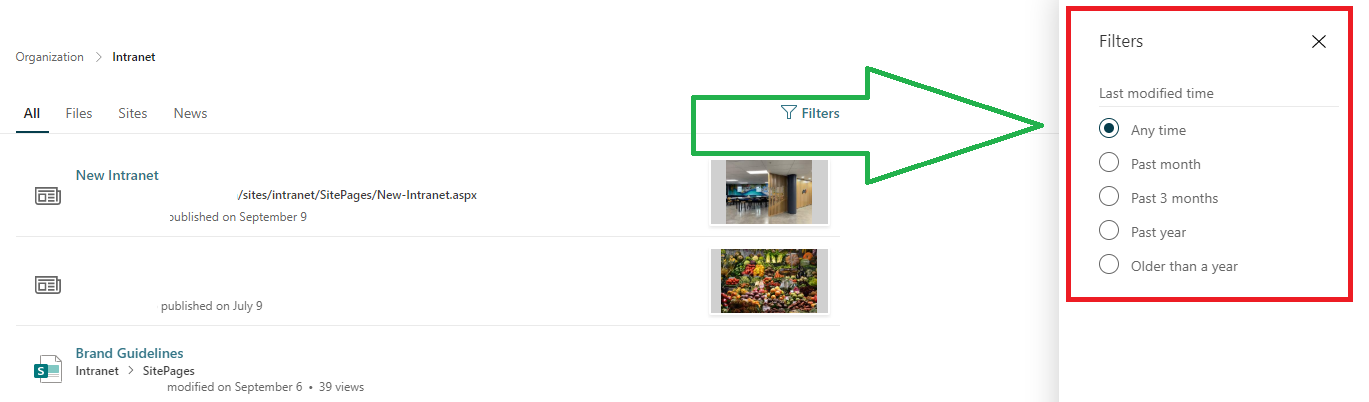 Organization > Intranet
All Files Sites News Filters
New Intranet
/sites/intranet/SitePages/New-Intranet.aspx
published on September 9
published on July 9
S
Brand Guidelines
Intranet > SitePages
modified on September 6 • 39 views
Filters
Last modified time
Any time
Past month
Past 3 months
Past year
Older than a year